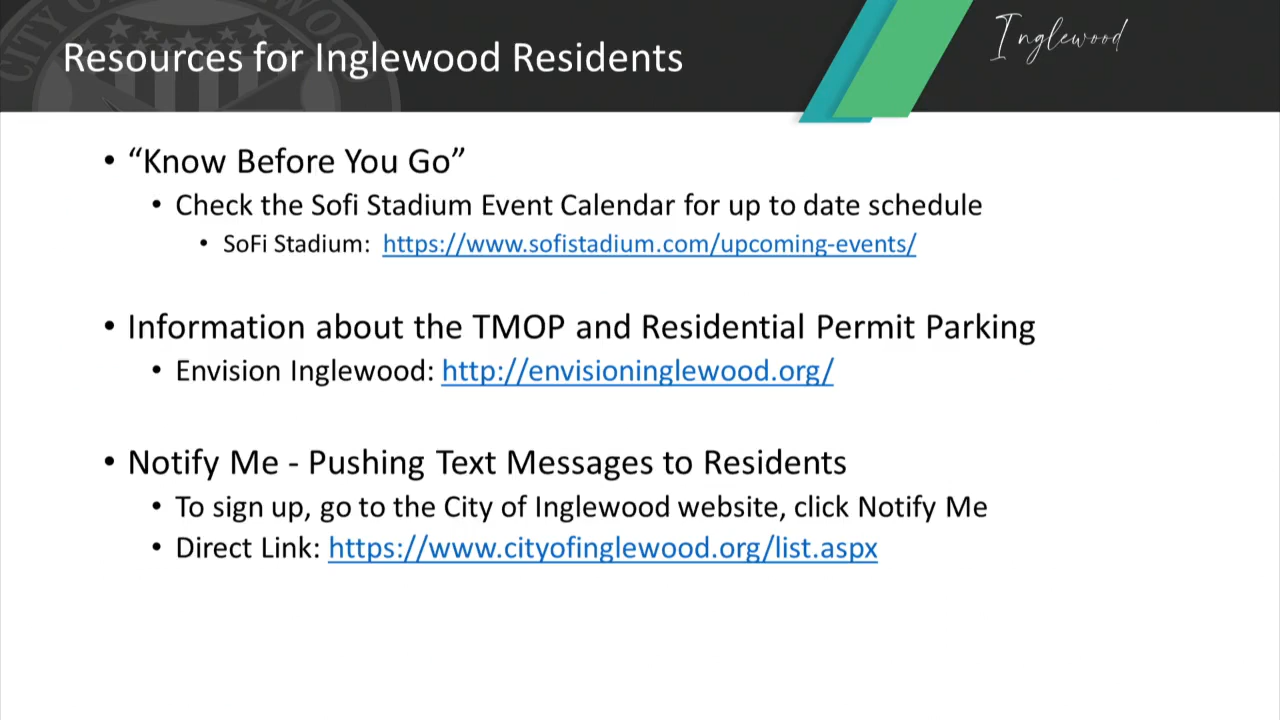 CITY OF INGLEWOOD
Resources for Inglewood Residents
Inglewood
• “Know Before You Go”
• Check the Sofi Stadium Event Calendar for up to date schedule
• SoFi Stadium: https://www.sofistadium.com/upcoming-events/
• Information about the TMOP and Residential Permit Parking
• Envision Inglewood: http://envisioninglewood.org/
• Notify Me - Pushing Text Messages to Residents
• To sign up, go to the City of Inglewood website, click Notify Me
• Direct Link: https://www.cityofinglewood.org/list.aspx